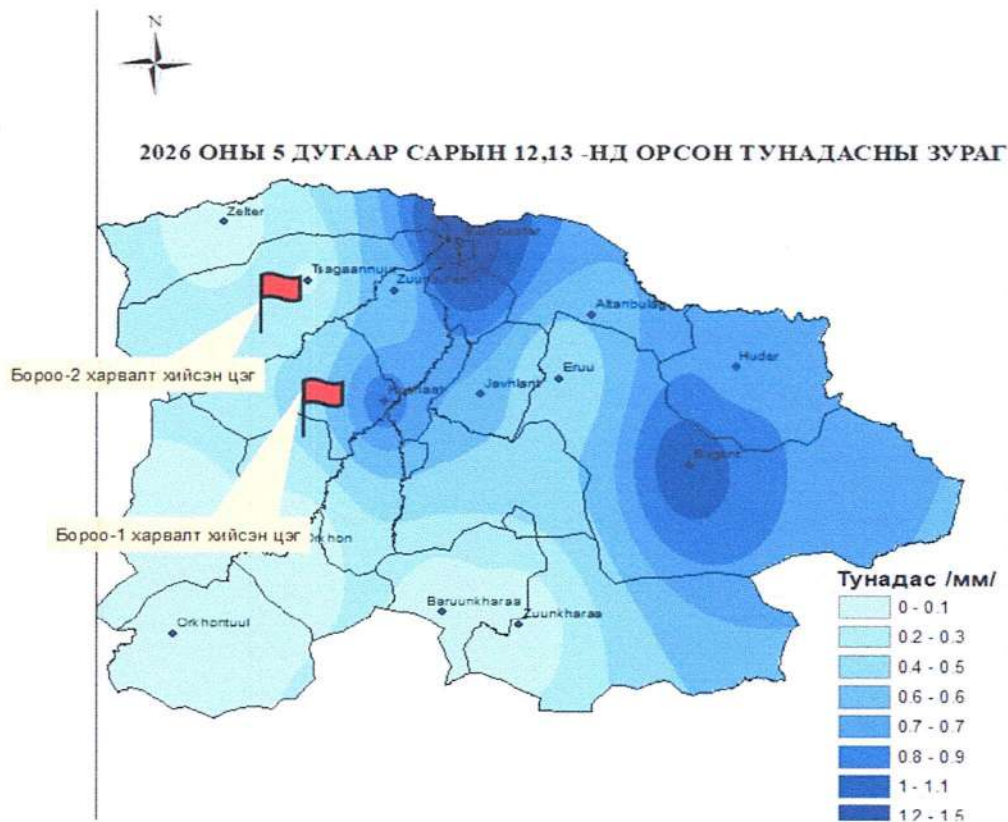 N
2026 ОНЫ 5 ДУГААР САРЫН 12,13 -НД ОРСОН ТУНАДАСНЫ ЗУРАГ
Zelter
Tsagaannuur
Altanbulag
Huder
Бороо-2 харвалт хийсэн цэг
Javhlant
Eruu
Bugant
Бороо-1 харвалт хийсэн цэг
Тунадас /мм/
Baruunkharaa
Zuunkharaa
Orkhontuul
0 - 0.1
0.2 - 0.3
0.4 - 0.5
0.6 - 0.6
0.7 - 0.7
0.8 - 0.9
1 - 1.1
1.2 - 1.5